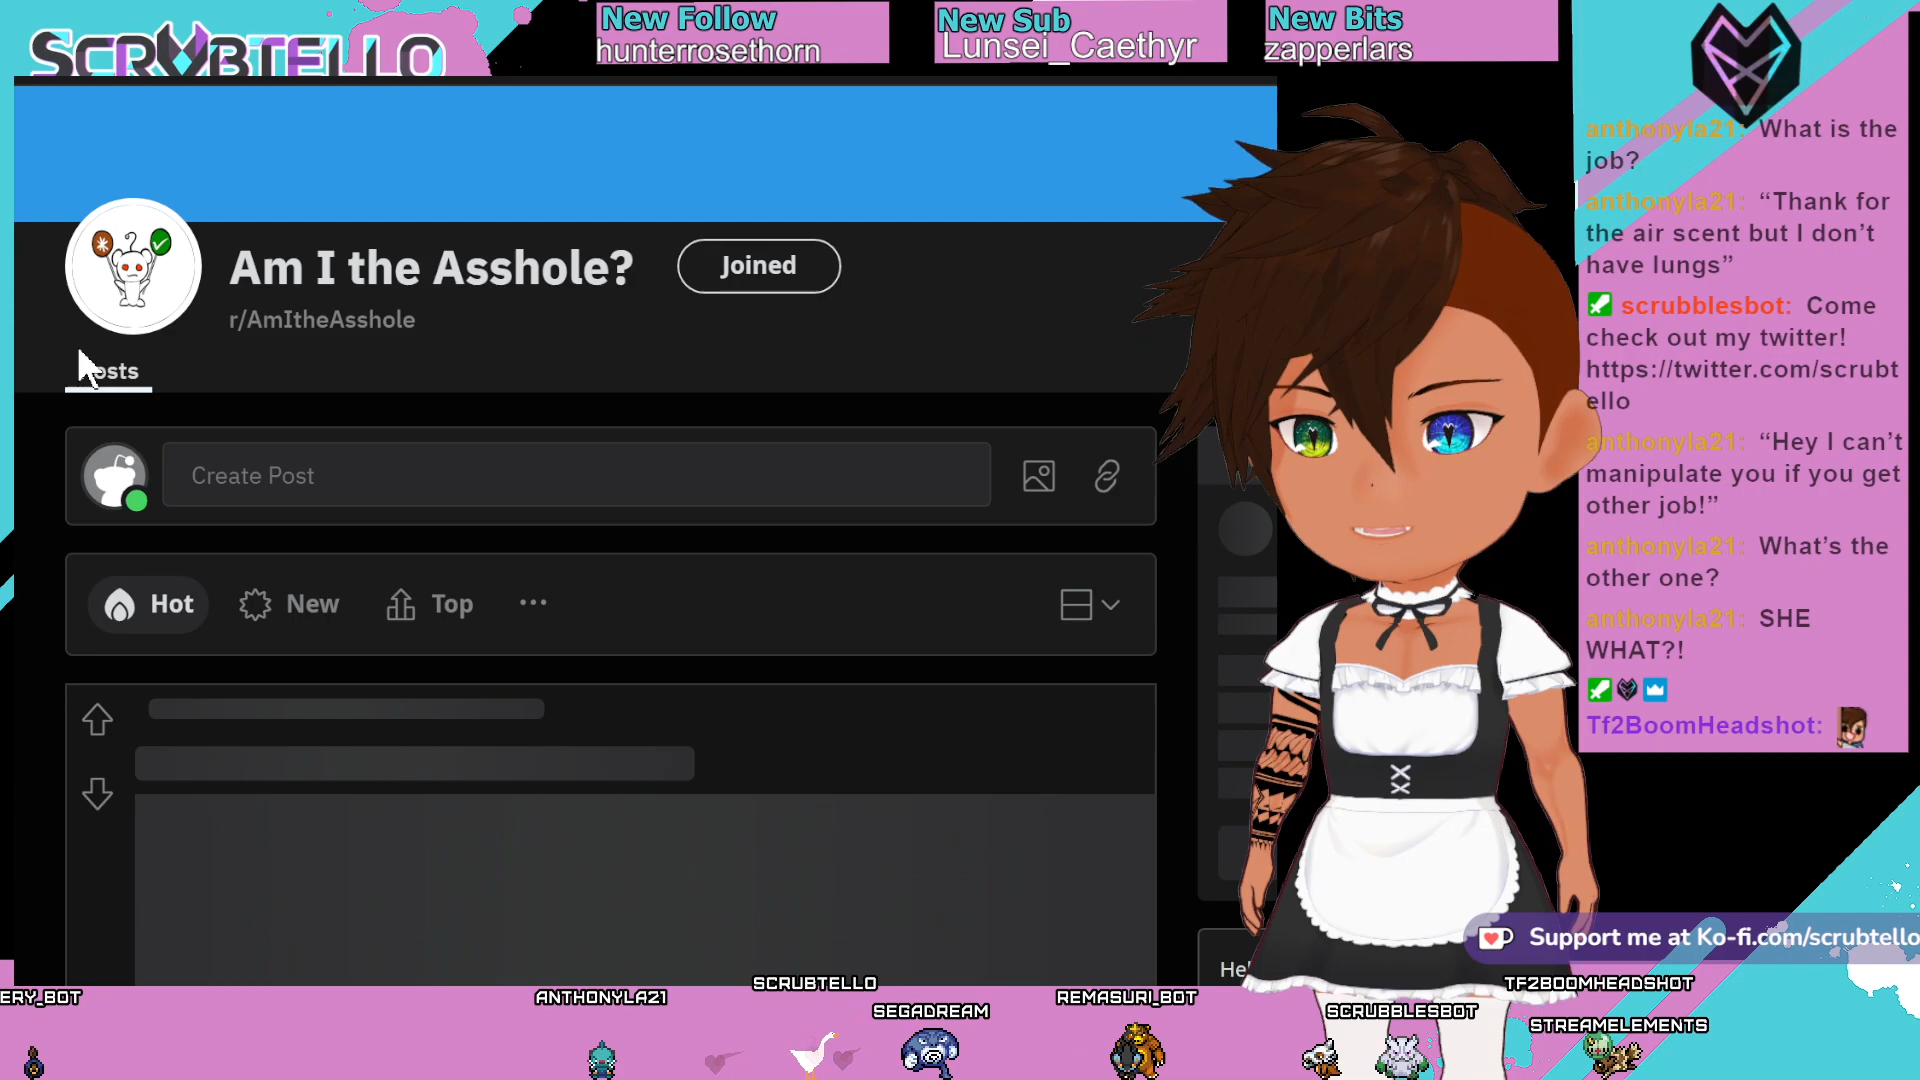 SCRUBTELLO
New Follow
hunterrosethorn
New Sub
Lunsei_Caethyr
New Bits
zapperlars
Am I the Asshole?
Joined
r/AmItheAsshole
Posts
Create Post
Hot
New
Top
Hel
anthonyla21: What is the
job?
anthonyla21: “Thank for
the air scent but I don’t
have lungs”
scrubblesbot: Come
check out my twitter!
https://twitter.com/scrubt
ello
anthonyla21: “Hey I can’t
manipulate you if you get
other job!”
anthonyla21: What’s the
other one?
anthonyla21: SHE
WHAT?!
Tf2BoomHeadshot:
Support me at Ko-fi.com/scrubtello
ERY_BOT
ANTHONYLA21
SCRUBTELLO
SEGADREAM
REMASURI_BOT
SCRUBBLESBOT
TF2BOOMHEADSHOT
STREAMELEMENTS